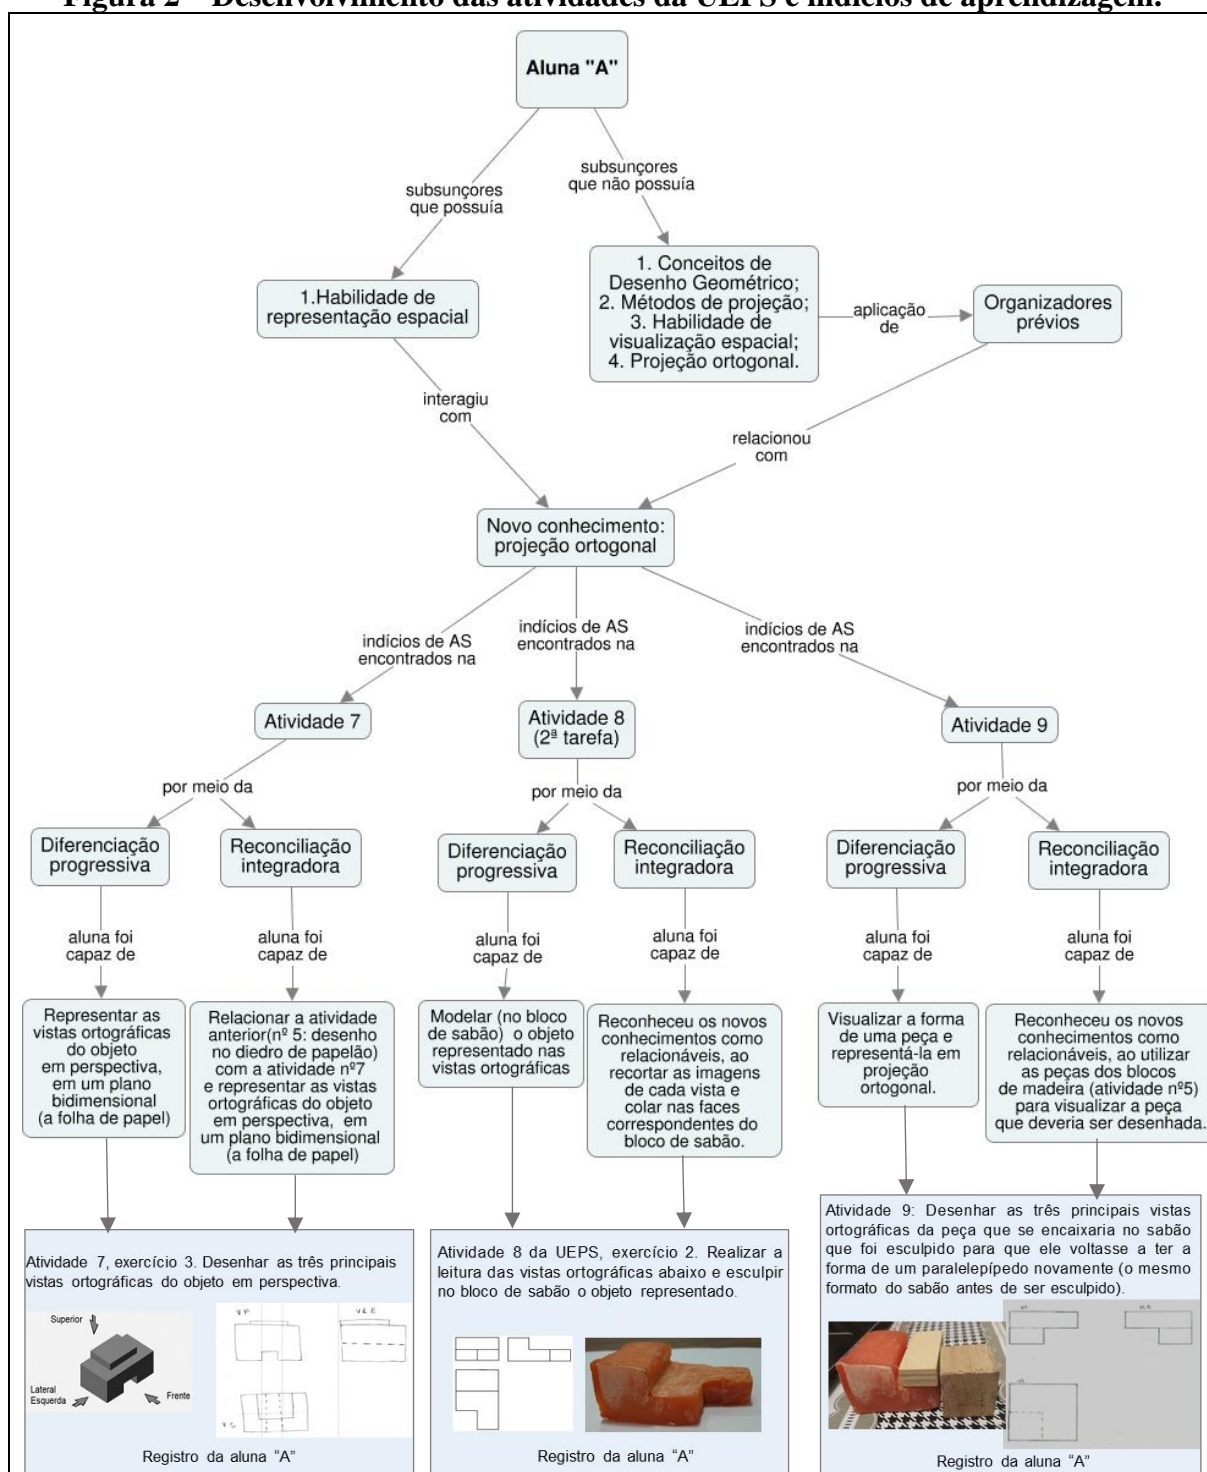 Figura 2 – Desenvolvimento das atividades da UEPS e indícios de aprendizagem.
Aluna "A"
subsunçores
que possuía
subsunçores
que não possuía
1.Habilidade de
representação espacial
1. Conceitos de
Desenho Geométrico;
2. Métodos de projeção;
3. Habilidade de
visualização espacial;
4. Projeção ortogonal.
aplicação
de
Organizadores
prévios
interagiu
com
relacionou
com
Novo conhecimento:
projeção ortogonal
indícios de AS
encontrados na
indícios de AS
encontrados na
indícios de AS
encontrados na
Atividade 7
Atividade 8
(2ª tarefa)
Atividade 9
por meio da
por meio da
por meio da
Diferenciação
progressiva
Reconciliação
integradora
Diferenciação
progressiva
Reconciliação
integradora
Diferenciação
progressiva
Reconciliação
integradora
aluna foi
capaz de
aluna foi
capaz de
aluna foi
capaz de
aluna foi
capaz de
aluna foi
capaz de
aluna foi
capaz de
Representar as
vistas ortográficas
do objeto
em perspectiva,
em um plano
bidimensional
(a folha de papel)
Relacionar a atividade
anterior(nº 5: desenho
no diedro de papelão)
com a atividade nº7
e representar as vistas
ortográficas do objeto
em perspectiva, em
um plano bidimensional
(a folha de papel)
Modelar (no bloco
de sabão) o objeto
representado nas
vistas ortográficas
Reconheceu os novos
conhecimentos como
relacionáveis, ao
recortar as imagens
de cada vista e
colar nas faces
correspondentes do
bloco de sabão.
Visualizar a forma
de uma peça e
representá-la em
projeção
ortogonal.
Reconheceu os novos
conhecimentos como
relacionáveis, ao utilizar
as peças dos blocos
de madeira (atividade nº5)
para visualizar a peça
que deveria ser desenhada.
Atividade 7, exercício 3. Desenhar as três principais
vistas ortográficas do objeto em perspectiva.
Superior
Lateral
Esquerda
Frente
Registro da aluna “A”
Atividade 8 da UEPS, exercício 2. Realizar a
leitura das vistas ortográficas abaixo e esculpir
no bloco de sabão o objeto representado.
Registro da aluna “A”
Atividade 9: Desenhar as três principais vistas
ortográficas da peça que se encaixaria no sabão
que foi esculpido para que ele voltasse a ter a
forma de um paralelepípedo novamente (o mesmo
formato do sabão antes de ser esculpido).
Registro da aluna “A”